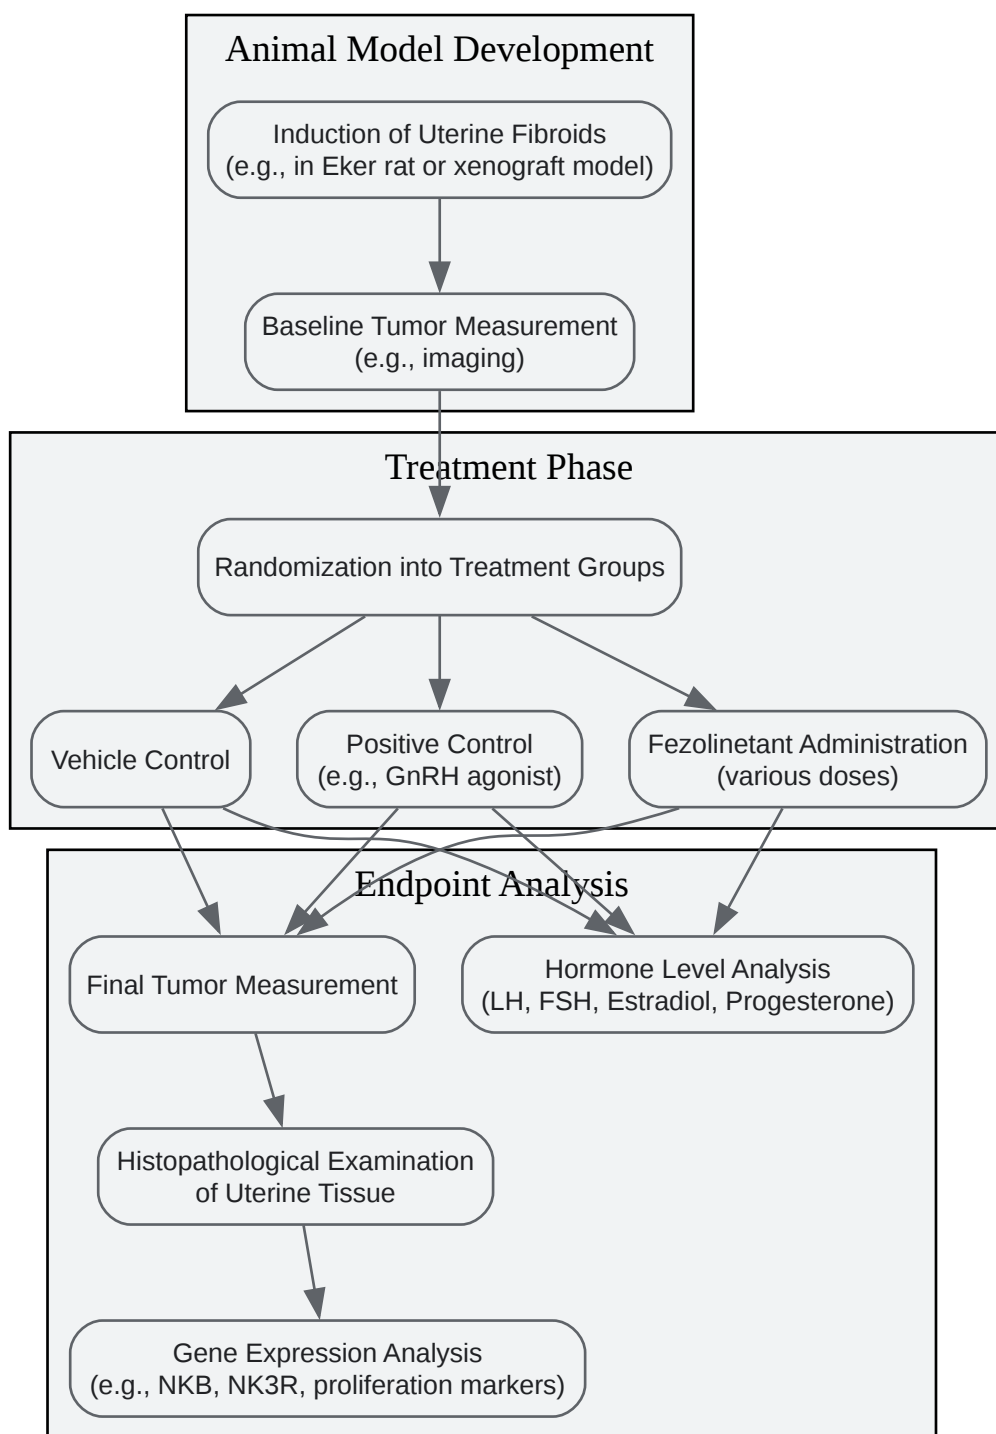 Animal Model Development
Induction of Uterine Fibroids
(e.g., in Eker rat or xenograft model)
Baseline Tumor Measurement
(e.g., imaging)
Treatment Phase
Randomization into Treatment Groups
Vehicle Control
Positive Control
(e.g., GnRH agonist)
Fezolinetant Administration
(various doses)
Endpoint Analysis
Final Tumor Measurement
Hormone Level Analysis
(LH, FSH, Estradiol, Progesterone)
Histopathological Examination
of Uterine Tissue
Gene Expression Analysis
(e.g., NKB, NK3R, proliferation markers)